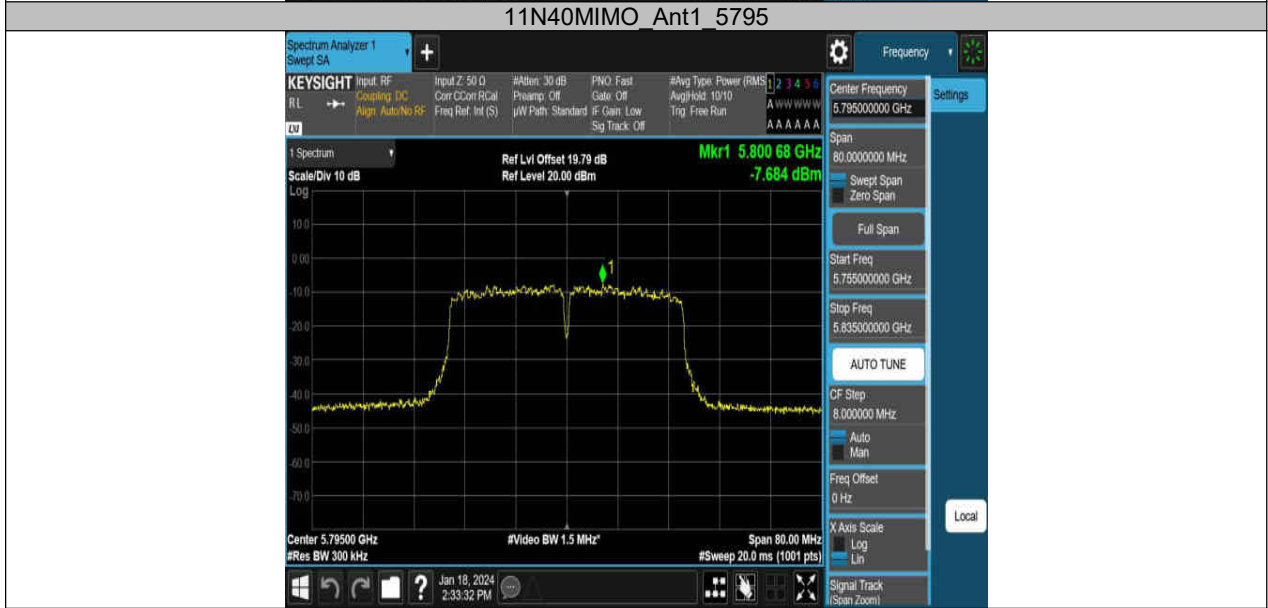 11N40MIMO_Ant1_5795
Spectrum Analyzer 1
Swept SA
+
Frequency
KEYSIGHT
RL
LXI
Input: RF
Coupling: DC
Align: Auto/No RF
Input Z: 50 Ω
Corr CCorr RCal
Freq Ref: Int (S)
#Atten: 30 dB
Preamp: Off
µW Path: Standard
PNO: Fast
Gate: Off
IF Gain: Low
Sig Track: Off
#Avg Type: Power (RMS
Avg|Hold: 10/10
Trig: Free Run
1 2 3 4 5 6
A W W W W W
A A A A A A
Center Frequency
5.795000000 GHz
Settings
Span
80.0000000 MHz
Swept Span
Zero Span
Full Span
Start Freq
5.755000000 GHz
Stop Freq
5.835000000 GHz
AUTO TUNE
CF Step
8.000000 MHz
Auto
Man
Freq Offset
0 Hz
X Axis Scale
Log
Lin
Signal Track
(Span Zoom)
Local
1 Spectrum
Scale/Div 10 dB
Log
Ref Lvl Offset 19.79 dB
Ref Level 20.00 dBm
Mkr1 5.800 68 GHz
-7.684 dBm
10.0
0.00
-10.0
-20.0
-30.0
-40.0
-50.0
-60.0
-70.0
1
Center 5.79500 GHz
#Res BW 300 kHz
#Video BW 1.5 MHz*
Span 80.00 MHz
#Sweep 20.0 ms (1001 pts)
?
Jan 18, 2024
2:33:32 PM